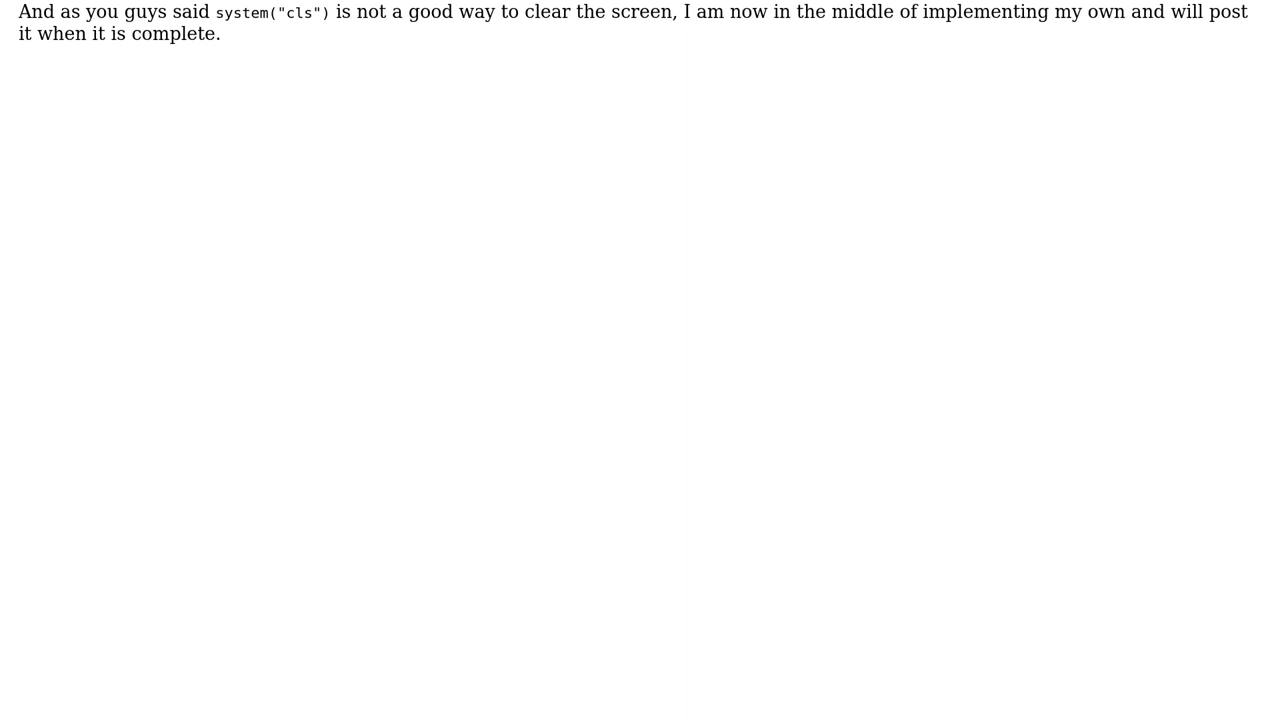 And as you guys said system("cls") is not a good way to clear the screen, I am now in the middle of implementing my own and will post
it when it is complete.